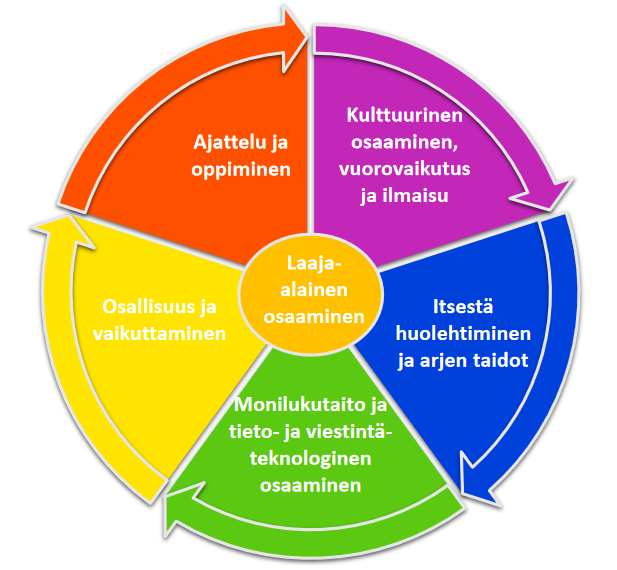 Ajattelu ja
oppiminen
Kulttuurinen
osaaminen,
vuorovaikutus
ja ilmaisu
Laaja-
alainen
osaaminen
Osallisuus ja
vaikuttaminen
Itsestä
huolehtiminen
ja arjen taidot
Monilukutaito ja
tieto- ja viestintä-
teknologinen
osaaminen